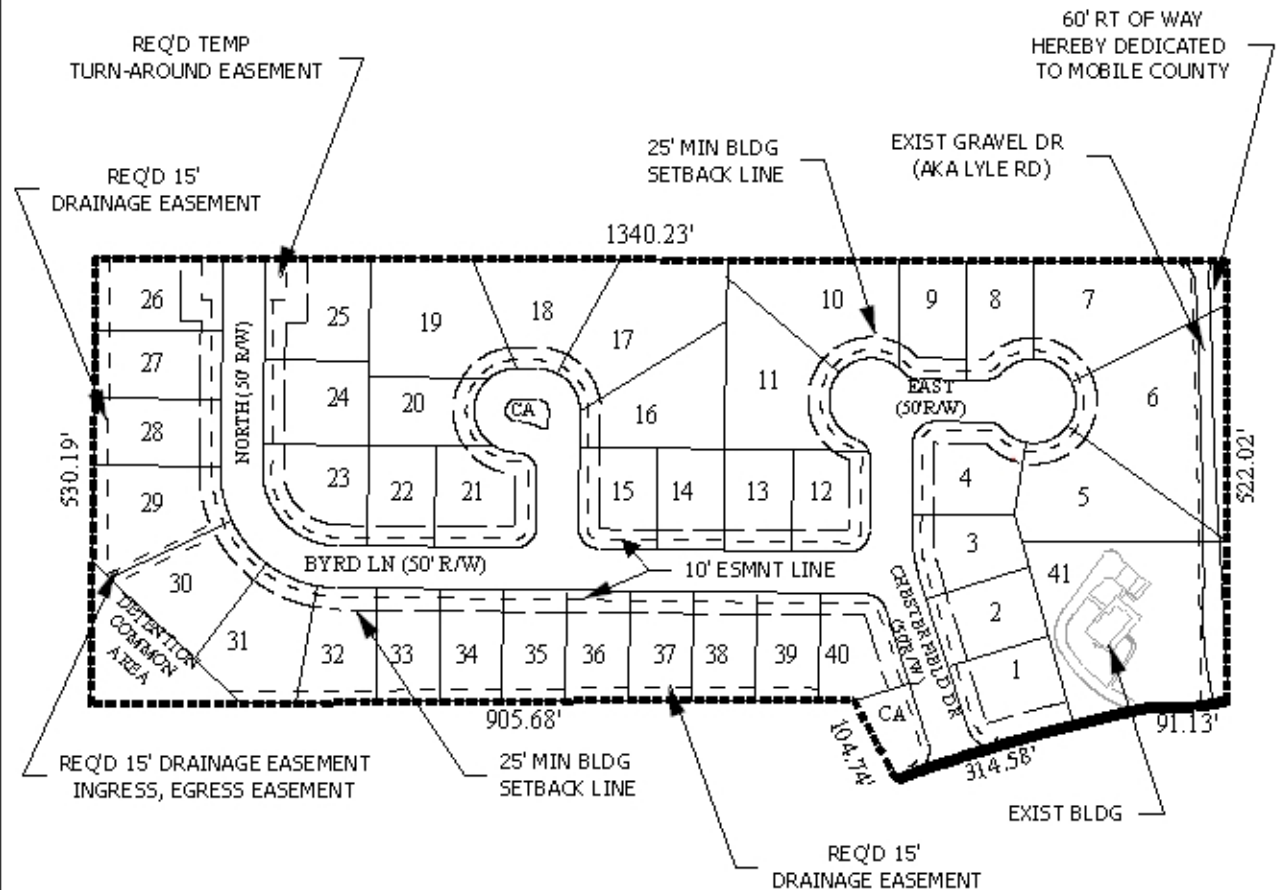 60' RT OF WAY
HEREBY DEDICATED
TO MOBILE COUNTY
REQ'D TEMP
TURN-AROUND EASEMENT
25' MIN BLDG
SETBACK LINE
EXIST GRAVEL DR
(AKA LYLE RD)
REQ'D 15'
DRAINAGE EASEMENT
1340.23'
26
25
19
18
17
10
9
8
7
27
24
20
CA
16
11
EAST
(50'R/W)
6
NORTH (50' R/W)
28
29
23
22
21
15
14
13
12
4
5
3
530.19'
522.02'
BYRD LN (50' R/W)
10' ESMNT LINE
41
30
31
32
33
34
35
36
37
38
39
40
2
1
CHESTERFIELD DR
(50'R/W)
DETENTION
COMMON
AREA
CA
905.68'
104.74'
314.58'
91.13'
REQ'D 15' DRAINAGE EASEMENT
INGRESS, EGRESS EASEMENT
25' MIN BLDG
SETBACK LINE
EXIST BLDG
REQ'D 15'
DRAINAGE EASEMENT